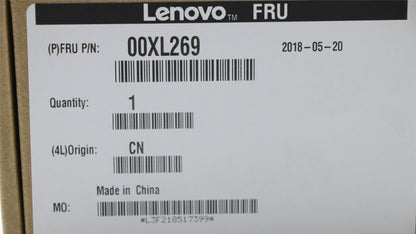 Lenovo™ FRU
(P)FRU P/N: 00XL269 2018-05-20
Quantity: 1
(4L)Origin: CN
Made in China
MO:
*L3F218517399*